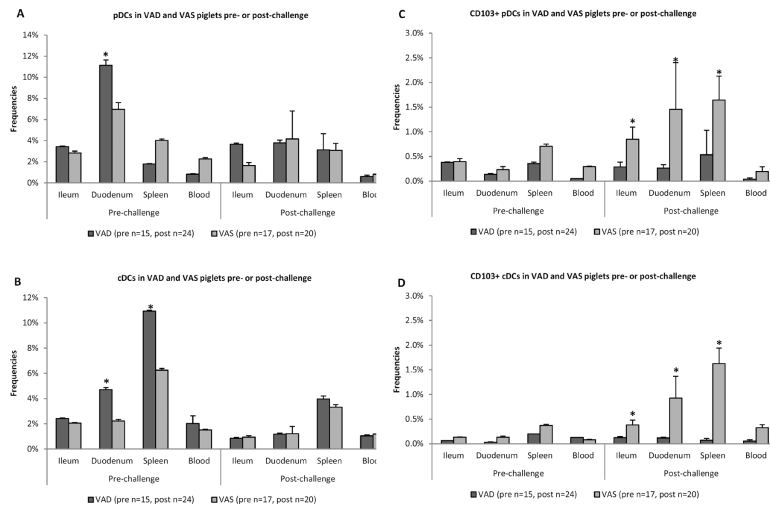 A
pDCs in VAD and VAS piglets pre- or post-challenge
14%
12%
10%
8%
6%
4%
2%
0%
Frequencies
*
Ileum Duodenum Spleen Blood Ileum Duodenum Spleen Blood
Pre-challenge Post-challenge
VAD (pre n=15, post n=24) VAS (pre n=17, post n=20)
C
CD103+ pDCs in VAD and VAS piglets pre- or post-challenge
3.0%
2.5%
2.0%
1.5%
1.0%
0.5%
0.0%
Frequencies
* * *
Ileum Duodenum Spleen Blood Ileum Duodenum Spleen Blood
Pre-challenge Post-challenge
VAD (pre n=15, post n=24) VAS (pre n=17, post n=20)
B
cDCs in VAD and VAS piglets pre- or post-challenge
12%
10%
8%
6%
4%
2%
0%
Frequencies
* *
Ileum Duodenum Spleen Blood Ileum Duodenum Spleen Blood
Pre-challenge Post-challenge
VAD (pre n=15, post n=24) VAS (pre n=17, post n=20)
D
CD103+ cDCs in VAD and VAS piglets pre- or post-challenge
3.0%
2.5%
2.0%
1.5%
1.0%
0.5%
0.0%
Frequencies
* * *
Ileum Duodenum Spleen Blood Ileum Duodenum Spleen Blood
Pre-challenge Post-challenge
VAD (pre n=15, post n=24) VAS (pre n=17, post n=20)